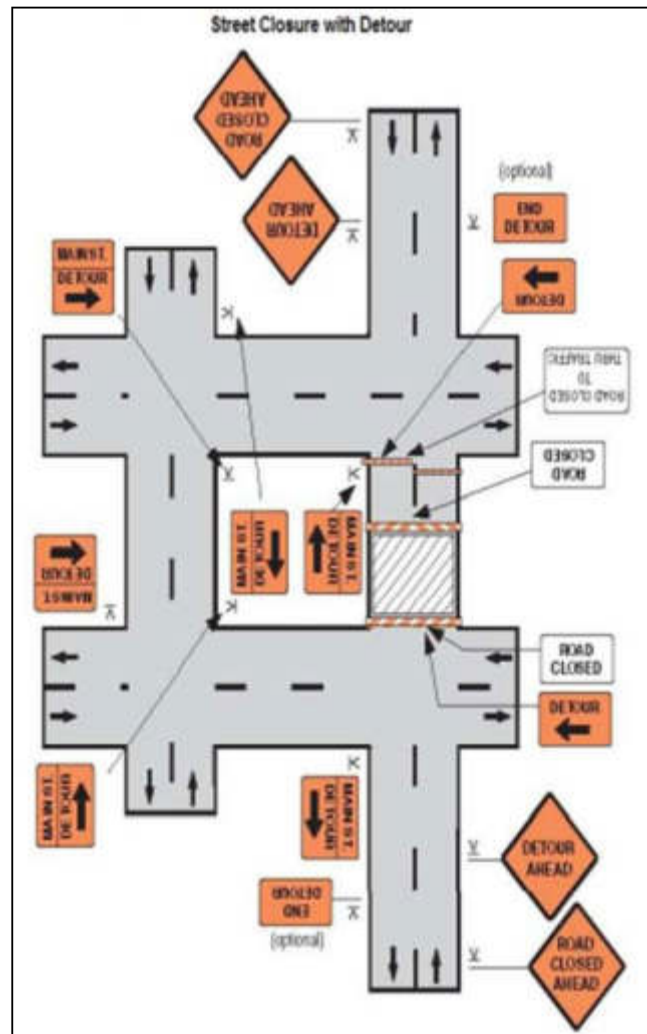 Street Closure with Detour
ROAD
CLOSED
AHEAD
DETOUR
AHEAD
(optional)
END
DETOUR
MAIN ST.
DETOUR
DETOUR
ROAD CLOSED
TO
THRU TRAFFIC
ROAD
CLOSED
MAIN ST.
DETOUR
MAIN ST.
DETOUR
MAIN ST.
DETOUR
ROAD
CLOSED
DETOUR
MAIN ST.
DETOUR
MAIN ST.
DETOUR
DETOUR
AHEAD
END
DETOUR
(optional)
ROAD
CLOSED
AHEAD